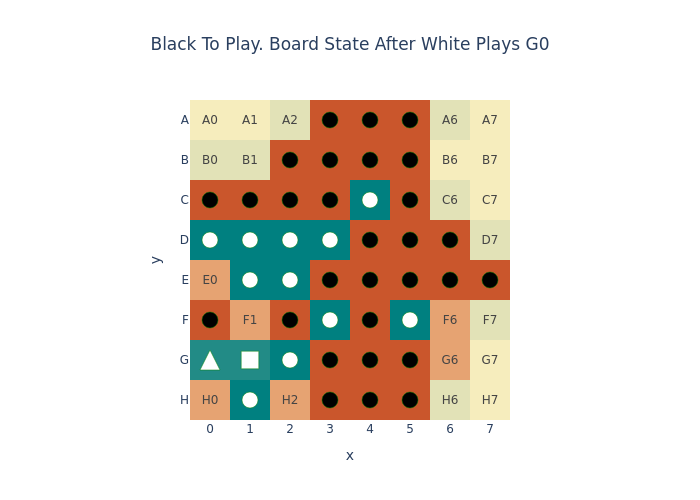 Black To Play. Board State After White Plays G0
A A0 A1 A2 A6 A7
B B0 B1 B6 B7
C C6 C7
D D7
E E0
F F1 F6 F7
G G6 G7
H H0 H2 H6 H7
0 1 2 3 4 5 6 7
x
y